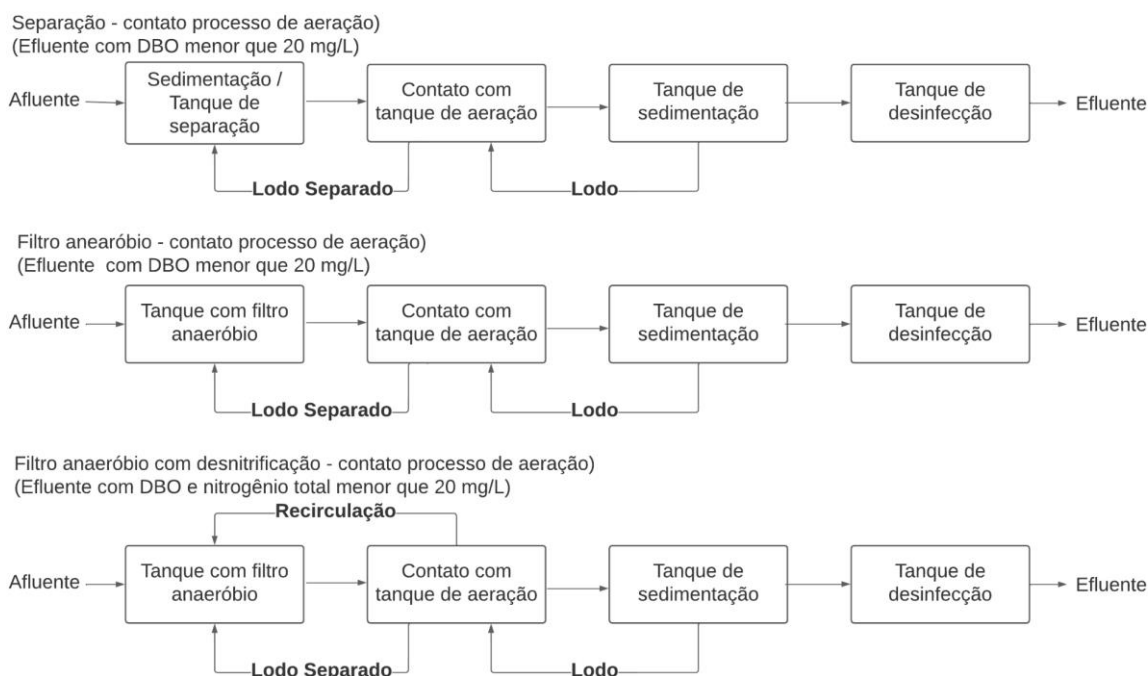 Separação - contato processo de aeração)
(Efluente com DBO menor que 20 mg/L)
Afluente
Sedimentação /
Tanque de
separação
Contato com
tanque de aeração
Tanque de
sedimentação
Tanque de
desinfecção
Efluente
Lodo Separado
Lodo
Filtro anearóbio - contato processo de aeração)
(Efluente com DBO menor que 20 mg/L)
Afluente
Tanque com filtro
anaeróbio
Contato com
tanque de aeração
Tanque de
sedimentação
Tanque de
desinfecção
Efluente
Lodo Separado
Lodo
Filtro anaeróbio com desnitrificação - contato processo de aeração)
(Efluente com DBO e nitrogênio total menor que 20 mg/L)
Recirculação
Afluente
Tanque com filtro
anaeróbio
Contato com
tanque de aeração
Tanque de
sedimentação
Tanque de
desinfecção
Efluente
Lodo Separado
Lodo